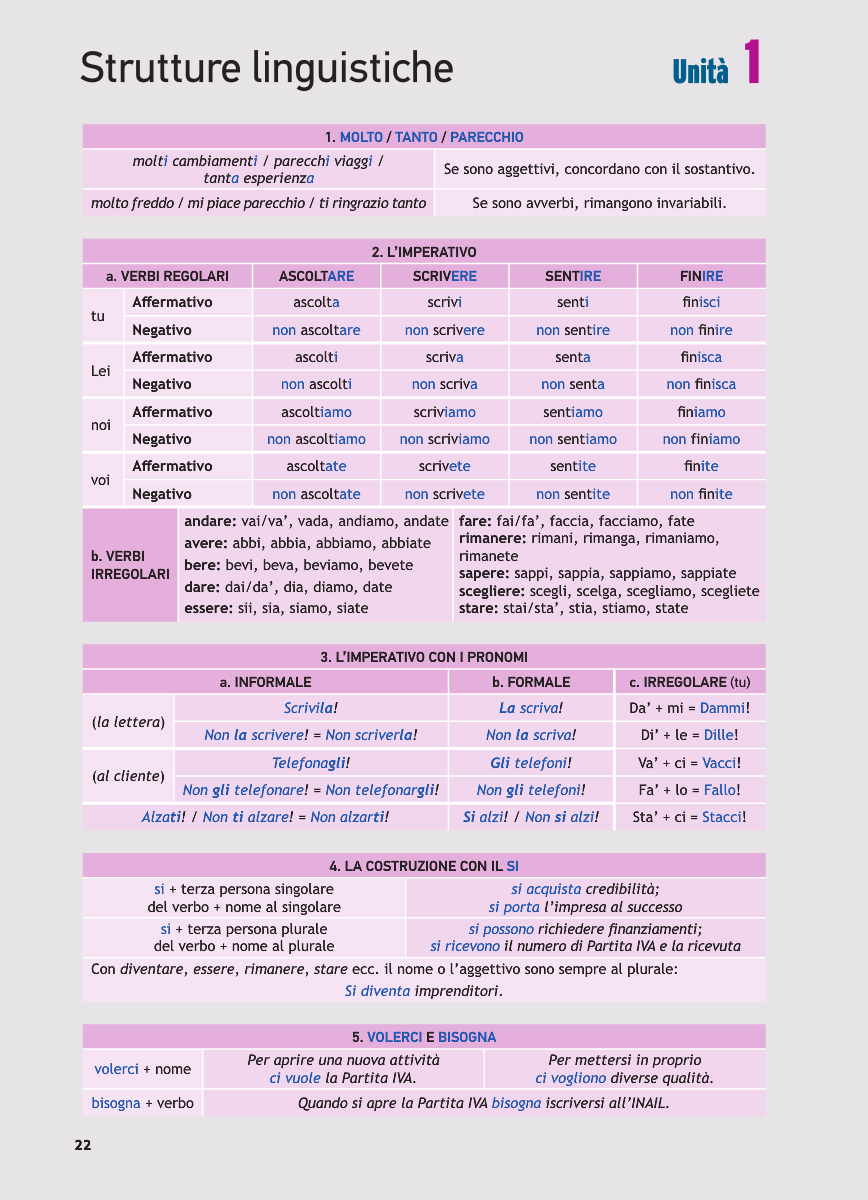 Strutture linguistiche
Unità 1
1. MOLTO / TANTO / PARECCHIO
molti cambiamenti / parecchi viaggi /
tanta esperienza
Se sono aggettivi, concordano con il sostantivo.
molto freddo / mi piace parecchio / ti ringrazio tanto
Se sono avverbi, rimangono invariabili.
2. L'IMPERATIVO
a. VERBI REGOLARI ASCOLTARE SCRIVERE SENTIRE FINIRE
tu
Affermativo ascolta scrivi senti finisci
Negativo non ascoltare non scrivere non sentire non finire
Lei
Affermativo ascolti scriva senta finisca
Negativo non ascolti non scriva non senta non finisca
noi
Affermativo ascoltiamo scriviamo sentiamo finiamo
Negativo non ascoltiamo non scriviamo non sentiamo non finiamo
voi
Affermativo ascoltate scrivete sentite finite
Negativo non ascoltate non scrivete non sentite non finite
b. VERBI
IRREGOLARI
andare: vai/va', vada, andiamo, andate
avere: abbi, abbia, abbiamo, abbiate
bere: bevi, beva, beviamo, bevete
dare: dai/da', dia, diamo, date
essere: sii, sia, siamo, siate
fare: fai/fa', faccia, facciamo, fate
rimanere: rimani, rimanga, rimaniamo,
rimanete
sapere: sappi, sappia, sappiamo, sappiate
scegliere: scegli, scelga, scegliamo, scegliete
stare: stai/sta', stia, stiamo, state
3. L'IMPERATIVO CON I PRONOMI
a. INFORMALE b. FORMALE c. IRREGOLARE (tu)
(la lettera)
Scrivila! La scriva! Da' + mi = Dammi!
Non la scrivere! = Non scriverla! Non la scriva! Di' + le = Dille!
(al cliente)
Telefonagli! Gli telefoni! Va' + ci = Vacci!
Non gli telefonare! = Non telefonargli! Non gli telefoni! Fa' + lo = Fallo!
Alzati! / Non ti alzare! = Non alzarti! Si alzi! / Non si alzi! Sta' + ci = Stacci!
4. LA COSTRUZIONE CON IL SI
si + terza persona singolare
del verbo + nome al singolare
si acquista credibilità;
si porta l'impresa al successo
si + terza persona plurale
del verbo + nome al plurale
si possono richiedere finanziamenti;
si ricevono il numero di Partita IVA e la ricevuta
Con diventare, essere, rimanere, stare ecc. il nome o l'aggettivo sono sempre al plurale:
Si diventa imprenditori.
5. VOLERCI E BISOGNA
volerci + nome
Per aprire una nuova attività
ci vuole la Partita IVA.
Per mettersi in proprio
ci vogliono diverse qualità.
bisogna + verbo
Quando si apre la Partita IVA bisogna iscriversi all'INAIL.
22